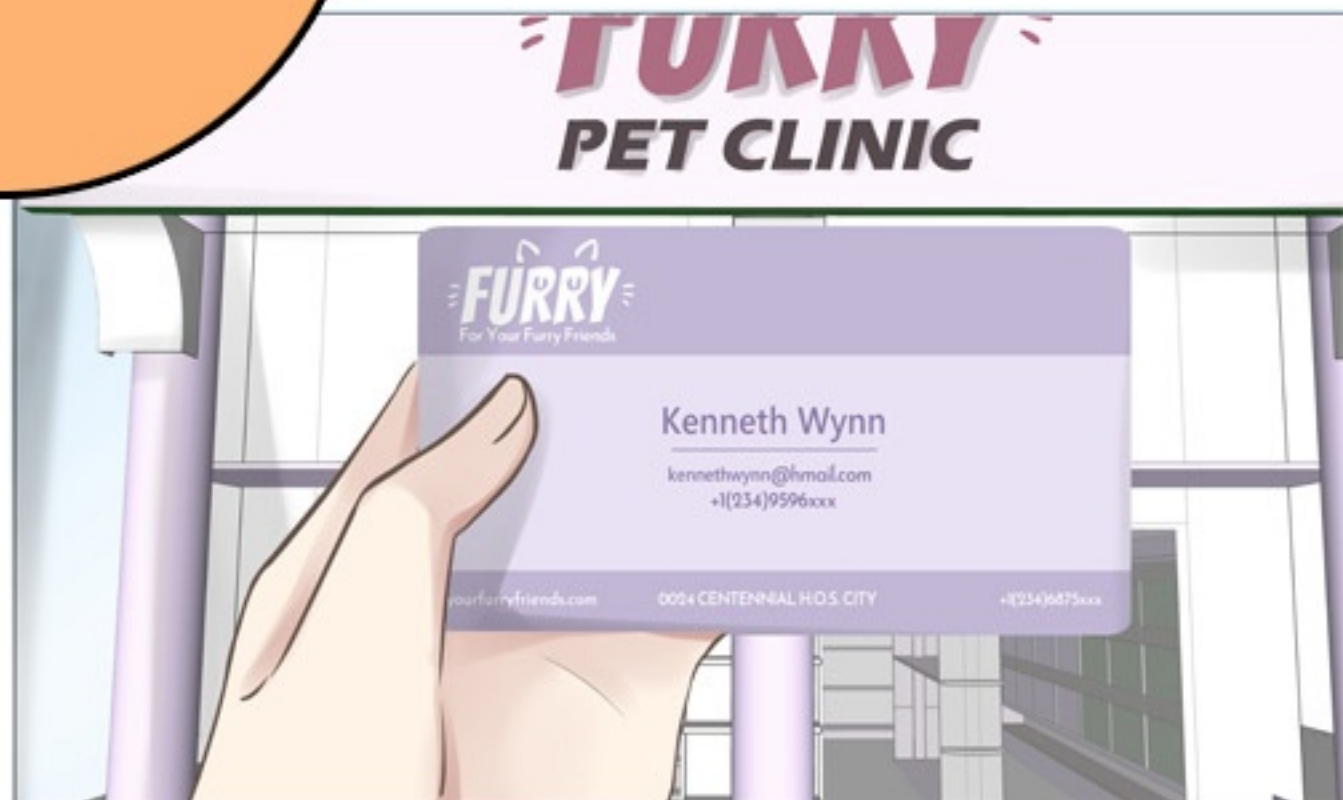 FURRY
PET CLINIC
FURRY
For Your Furry Friends
Kenneth Wynn
kennethwynn@hmail.com
+1(234)9596xxx
yourfurryfriends.com
0024 CENTENNIAL H.O.S. CITY
+1(234)6875xxx